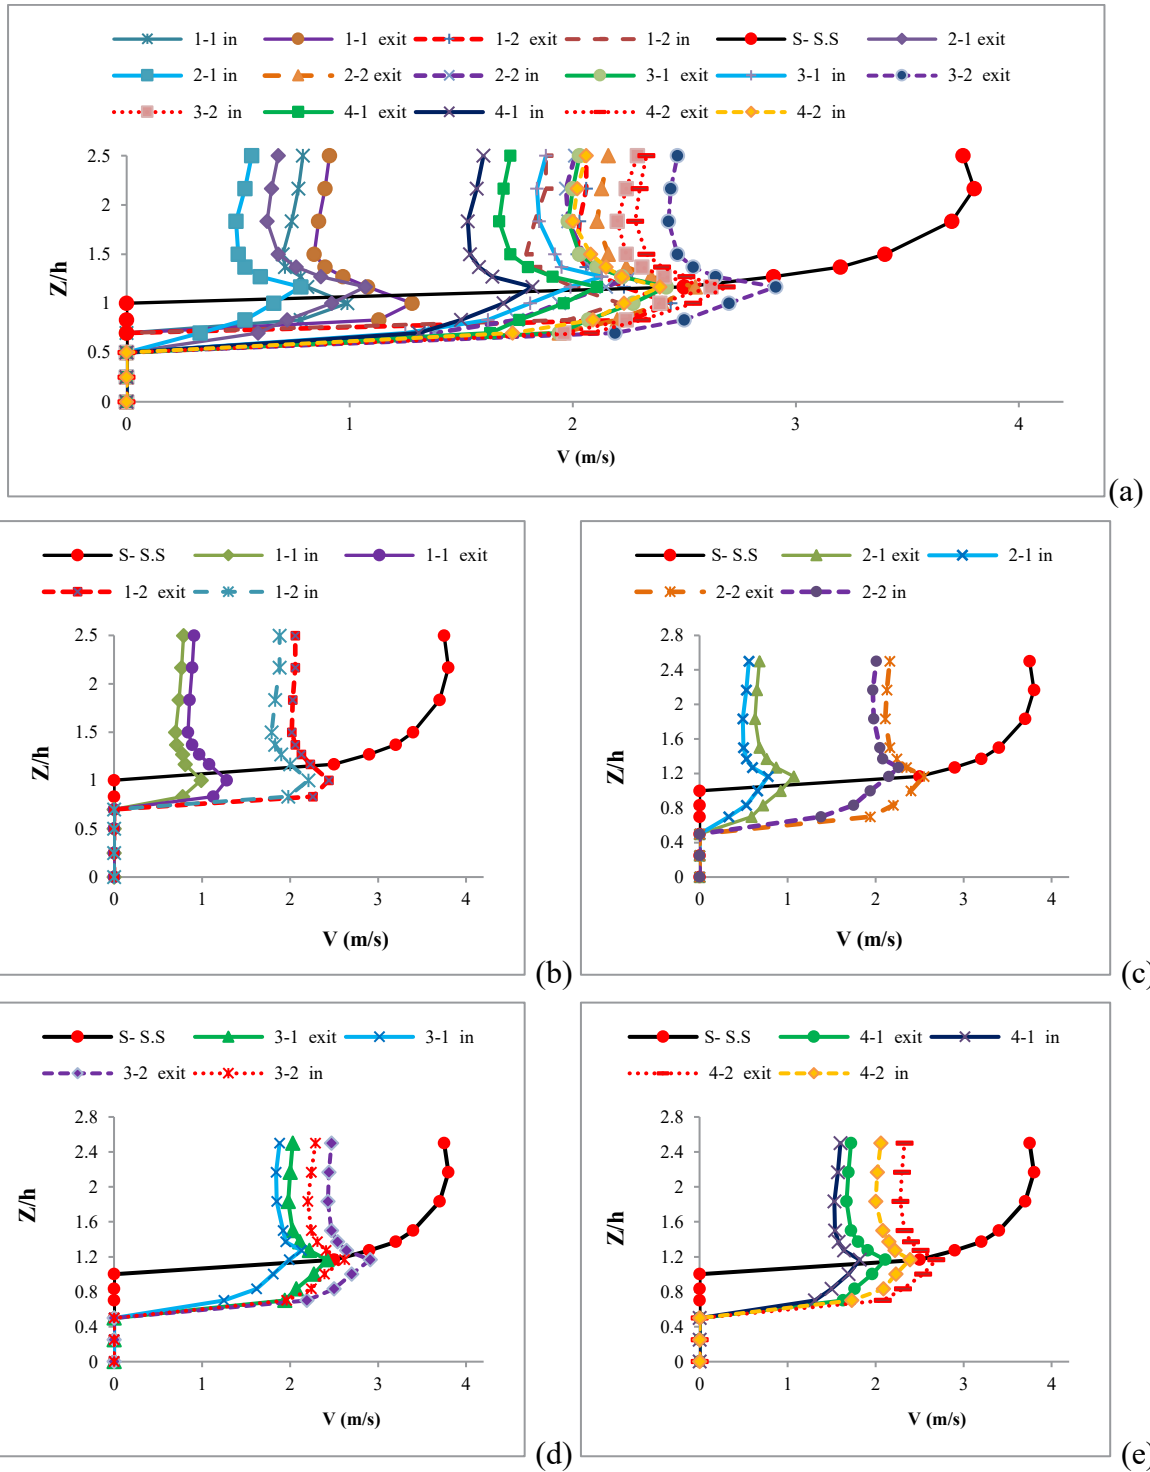 1-1 in 1-1 exit 1-2 exit 1-2 in S- S.S 2-1 exit
2-1 in 2-2 exit 2-2 in 3-1 exit 3-1 in 3-2 exit
3-2 in 4-1 exit 4-1 in 4-2 exit 4-2 in
2.5
2
1.5
1
0.5
0
Z/h
0 1 2 3 4
V (m/s)
(a)
S- S.S 1-1 in 1-1 exit
1-2 exit 1-2 in
2.5
2
1.5
1
0.5
0
Z/h
0 1 2 3 4
V (m/s)
(b)
S- S.S 2-1 exit 2-1 in
2-2 exit 2-2 in
2.8
2.4
2
1.6
1.2
0.8
0.4
0
Z/h
0 1 2 3 4
V (m/s)
(c)
S- S.S 3-1 exit 3-1 in
3-2 exit 3-2 in
2.8
2.4
2
1.6
1.2
0.8
0.4
0
Z/h
0 1 2 3 4
V (m/s)
(d)
S- S.S 4-1 exit 4-1 in
4-2 exit 4-2 in
2.8
2.4
2
1.6
1.2
0.8
0.4
0
Z/h
0 1 2 3 4
V (m/s)
(e)